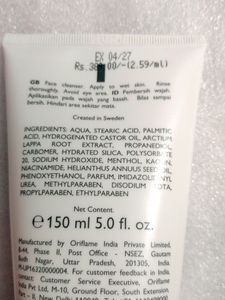 EX 04/27
Rs. 389.00/-(2.59/ml)
GB Face cleanser. Apply to wet skin. Rinse
thoroughly. Avoid eye area. ID Pembersih wajah.
Aplikasikan pada wajah yang basah. Bilas sampai
bersih. Hindari area sekitar mata.
Created in Sweden
INGREDIENTS: AQUA, STEARIC ACID, PALMITIC
ACID, HYDROGENATED CASTOR OIL, ARCTIUM
LAPPA ROOT EXTRACT, PROPANEDIOL,
CARBOMER, HYDRATED SILICA, POLYSORBATE
20, SODIUM HYDROXIDE, MENTHOL, KAOLIN,
NIACINAMIDE, HELIANTHUS ANNUUS SEED OIL,
PHENOXYETHANOL, PARFUM, IMIDAZOLIDINYL
UREA, METHYLPARABEN, DISODIUM EDTA,
PROPYLPARABEN, ETHYLPARABEN
Net Content:
e 150 ml 5.0 fl. oz.
Manufactured by Oriflame India Private Limited,
B-44, Phase II, Post Office - NSEZ, Gautam
Budh Nagar, Uttar Pradesh, 201305, India.
For customer feedback in India
contact: Oriflame
India Pvt Ltd, M-10, Ground Floor, South Extension,
Part - II, New Delhi